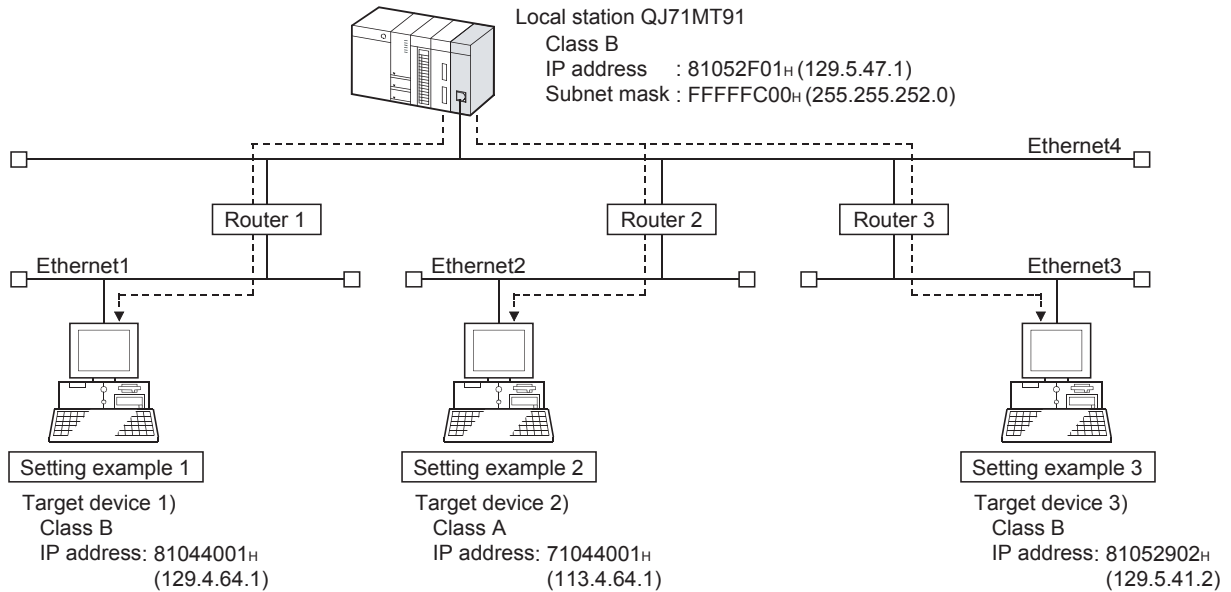 Local station QJ71MT91
Class B
IP address : 81052F01H (129.5.47.1)
Subnet mask : FFFFFC00H (255.255.252.0)
Ethernet4
Router 1
Router 2
Router 3
Ethernet1
Ethernet2
Ethernet3
Setting example 1
Target device 1)
Class B
IP address: 81044001H
(129.4.64.1)
Setting example 2
Target device 2)
Class A
IP address: 71044001H
(113.4.64.1)
Setting example 3
Target device 3)
Class B
IP address: 81052902H
(129.5.41.2)